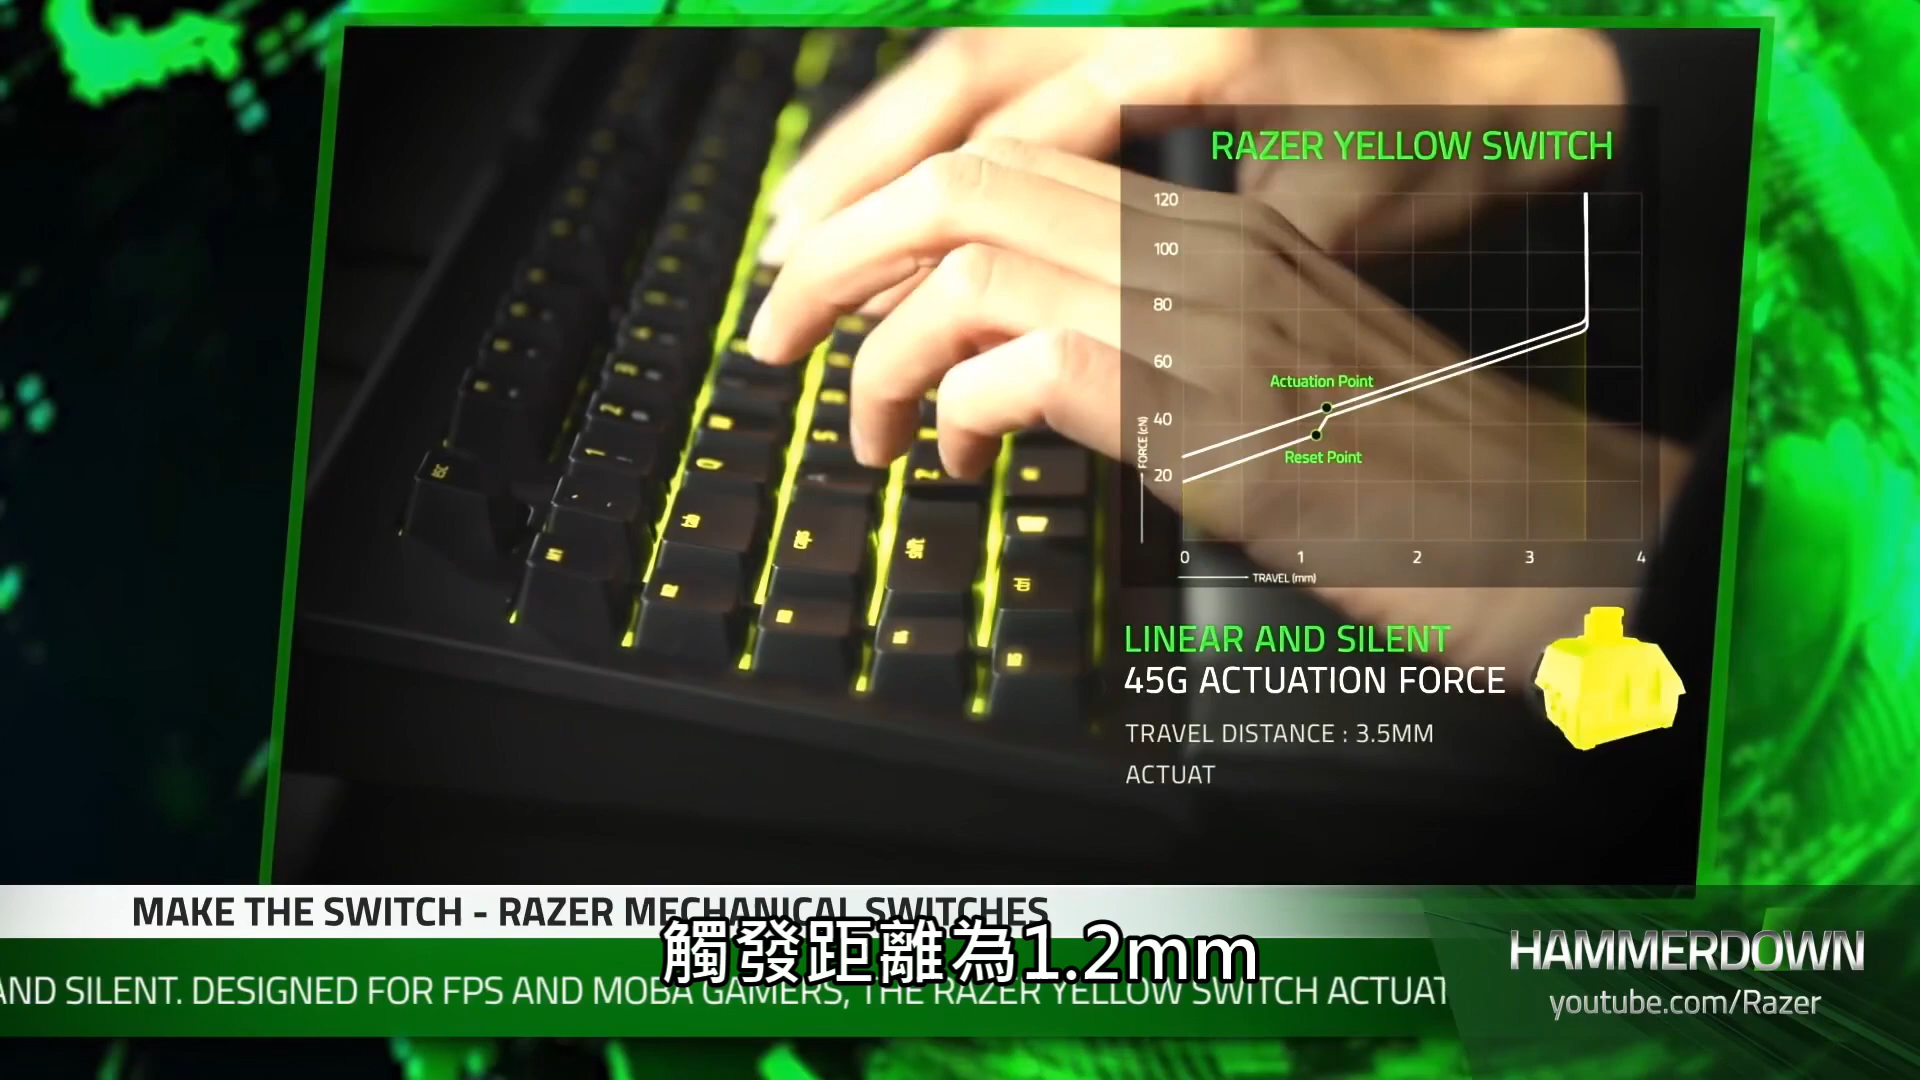 RAZER YELLOW SWITCH
120
100
80
60
40
20
FORCE (cN)
Actuation Point
Reset Point
0 1 2 3 4
TRAVEL (mm)
LINEAR AND SILENT
45G ACTUATION FORCE
TRAVEL DISTANCE : 3.5MM
ACTUAT
MAKE THE SWITCH - RAZER MECHANICAL SWITCHES
觸發距離為1.2mm
AND SILENT. DESIGNED FOR FPS AND MOBA GAMERS, THE RAZER YELLOW SWITCH ACTUAT
HAMMERDOWN
youtube.com/Razer